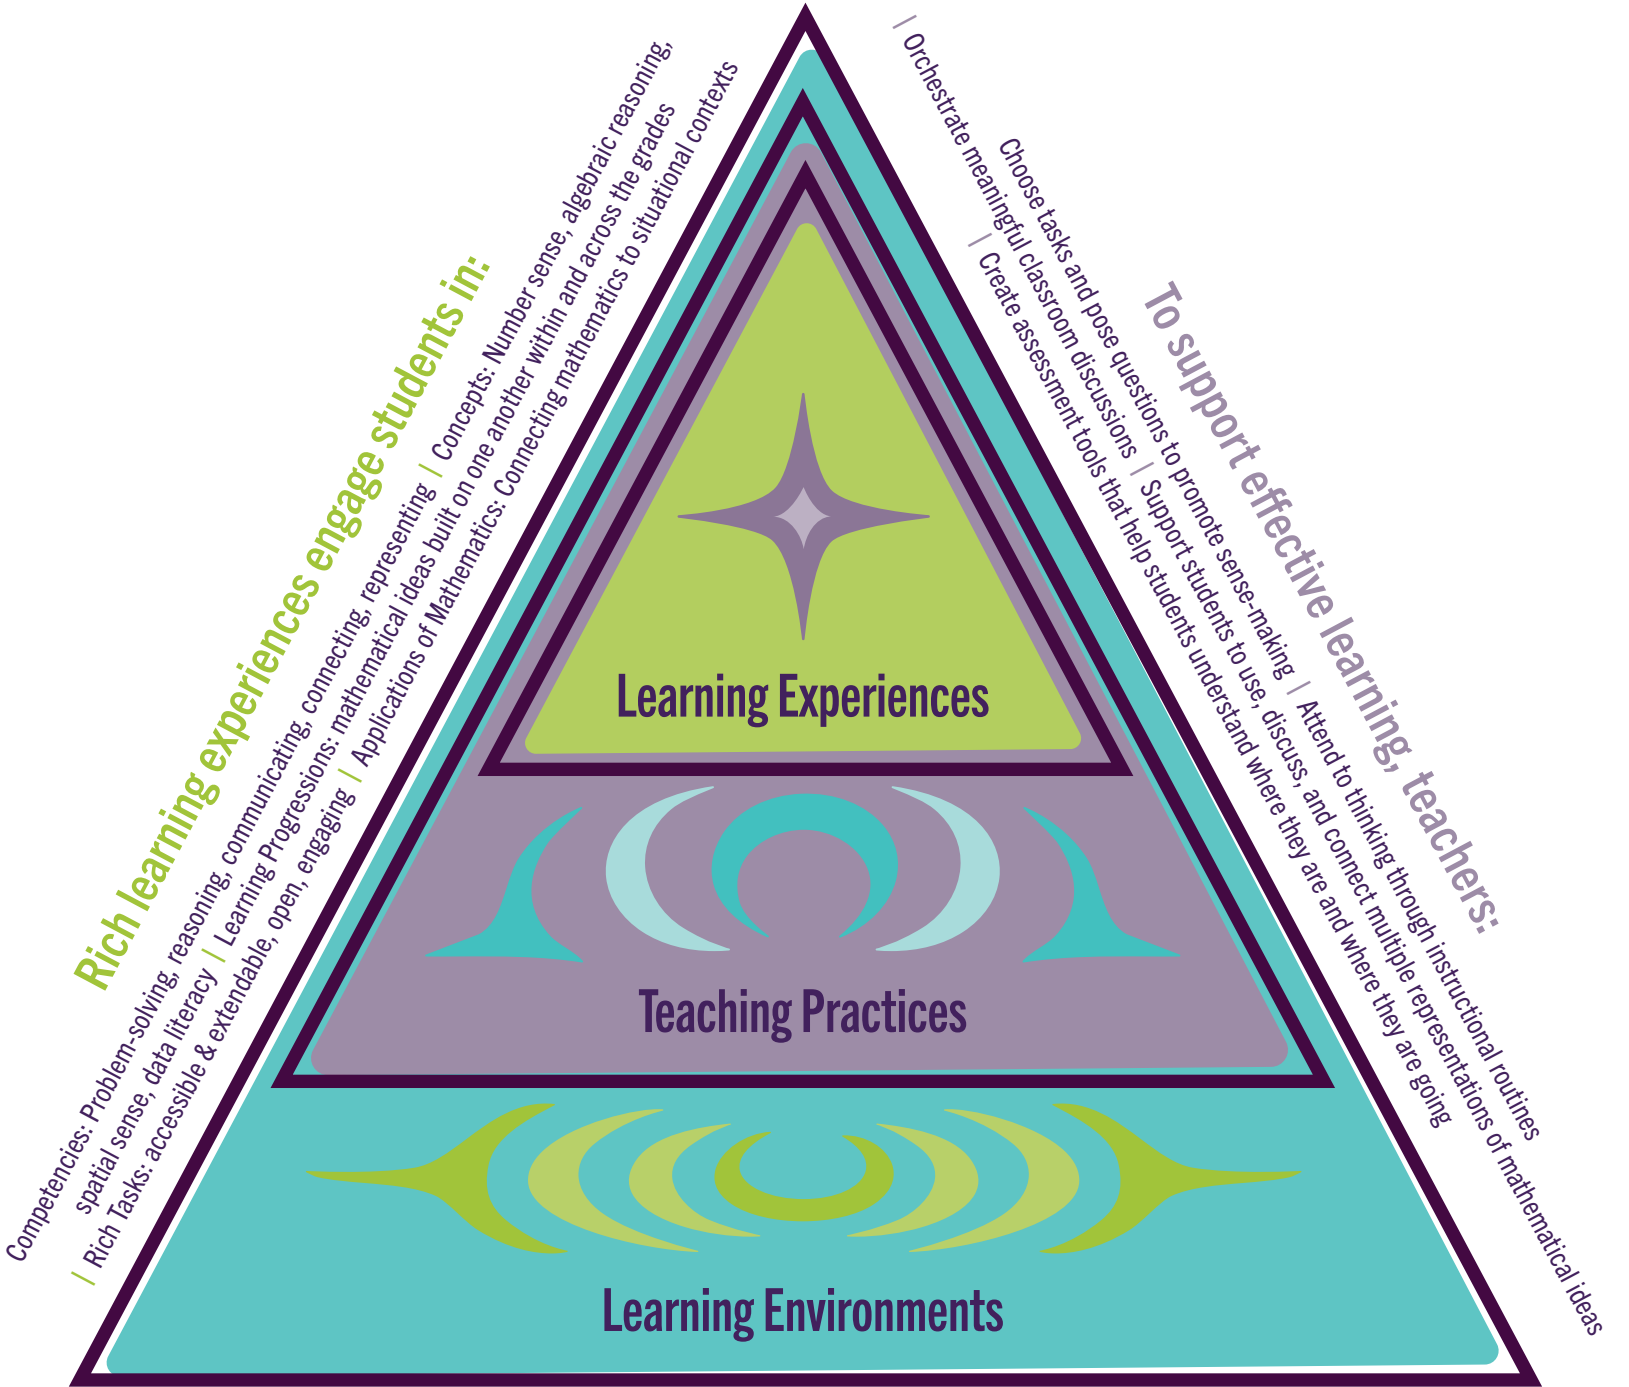 Rich learning experiences engage students in:
Competencies: Problem-solving, reasoning, communicating, connecting, representing | Concepts: Number sense, algebraic reasoning,
spatial sense, data literacy | Learning Progressions: mathematical ideas built on one another within and across the grades
| Rich Tasks: accessible & extendable, open, engaging | Applications of Mathematics: Connecting mathematics to situational contexts
To support effective learning, teachers:
Choose tasks and pose questions to promote sense-making | Attend to thinking through instructional routines
| Orchestrate meaningful classroom discussions | Support students to use, discuss, and connect multiple representations of mathematical ideas
| Create assessment tools that help students understand where they are and where they are going
Learning Experiences
Teaching Practices
Learning Environments